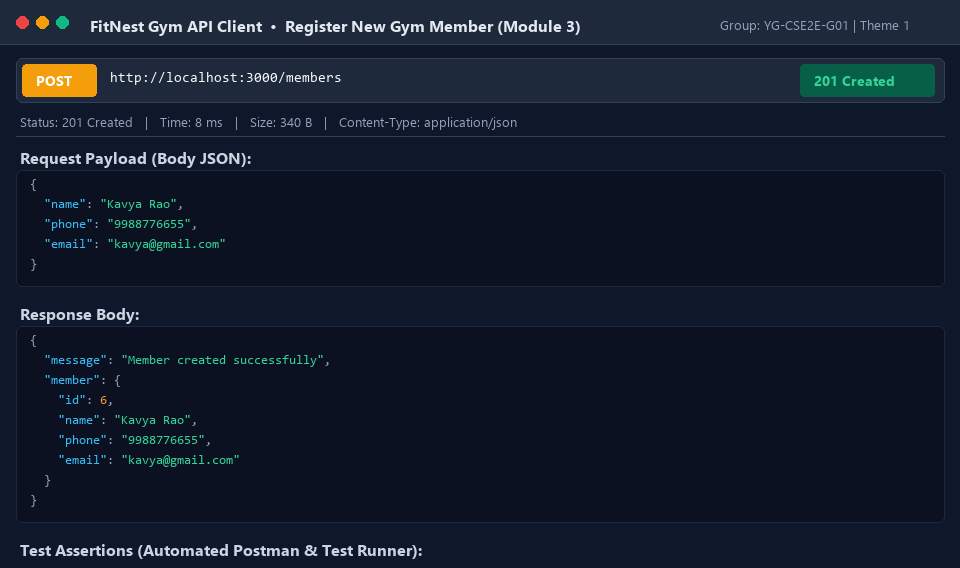 FitNest Gym API Client • Register New Gym Member (Module 3)
Group: YG-CSE2E-G01 | Theme 1
POST
http://localhost:3000/members
201 Created
Status: 201 Created | Time: 8 ms | Size: 340 B | Content-Type: application/json
Request Payload (Body JSON):
{
"name": "Kavya Rao",
"phone": "9988776655",
"email": "kavya@gmail.com"
}
Response Body:
{
"message": "Member created successfully",
"member": {
"id": 6,
"name": "Kavya Rao",
"phone": "9988776655",
"email": "kavya@gmail.com"
}
}
Test Assertions (Automated Postman & Test Runner):